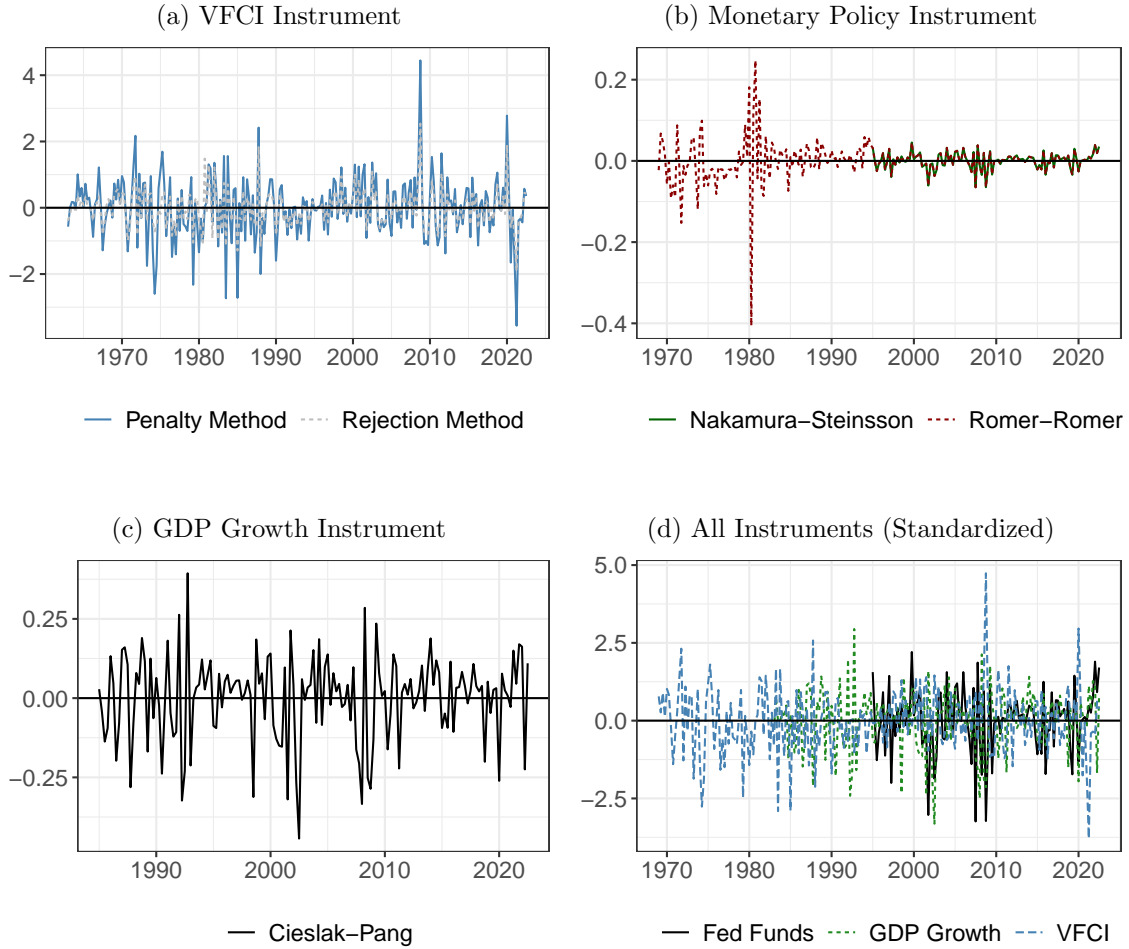 (a) VFCI Instrument
4
2
0
−2
1970 1980 1990 2000 2010 2020
Penalty Method Rejection Method
(b) Monetary Policy Instrument
0.2
0.0
−0.2
−0.4
1970 1980 1990 2000 2010 2020
Nakamura−Steinsson Romer−Romer
(c) GDP Growth Instrument
0.25
0.00
−0.25
1990 2000 2010 2020
Cieslak−Pang
(d) All Instruments (Standardized)
5.0
2.5
0.0
−2.5
1970 1980 1990 2000 2010 2020
Fed Funds GDP Growth VFCI